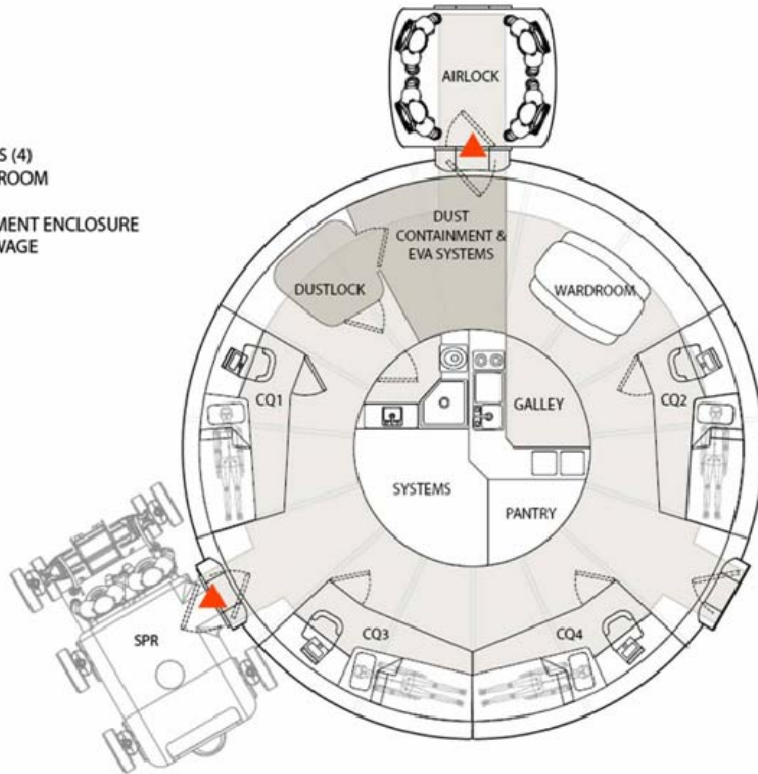 AIRLOCK
S (4)
ROOM
MENT ENCLOSURE
WAGE
DUST
CONTAINMENT &
EVA SYSTEMS
DUSTLOCK
WARDROOM
CQ1
GALLEY
CQ2
SYSTEMS
PANTRY
SPR
CQ3
CQ4